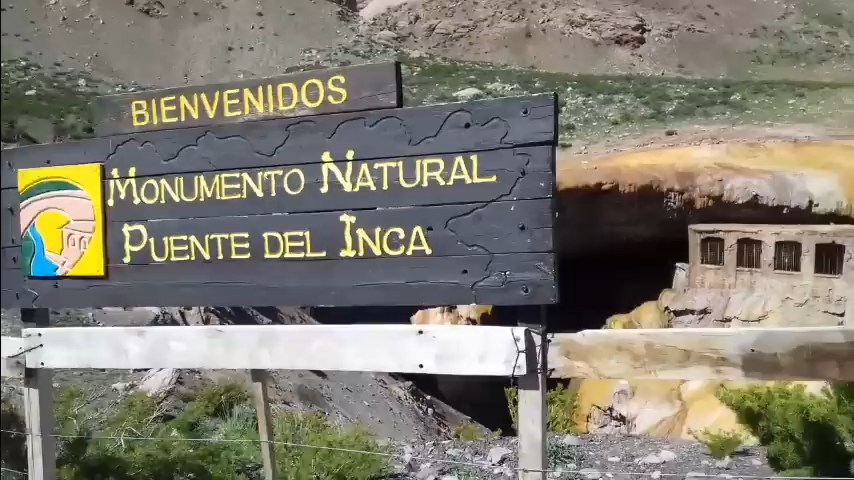 BIENVENIDOS
MONUMENTO NATURAL
PUENTE DEL INCA